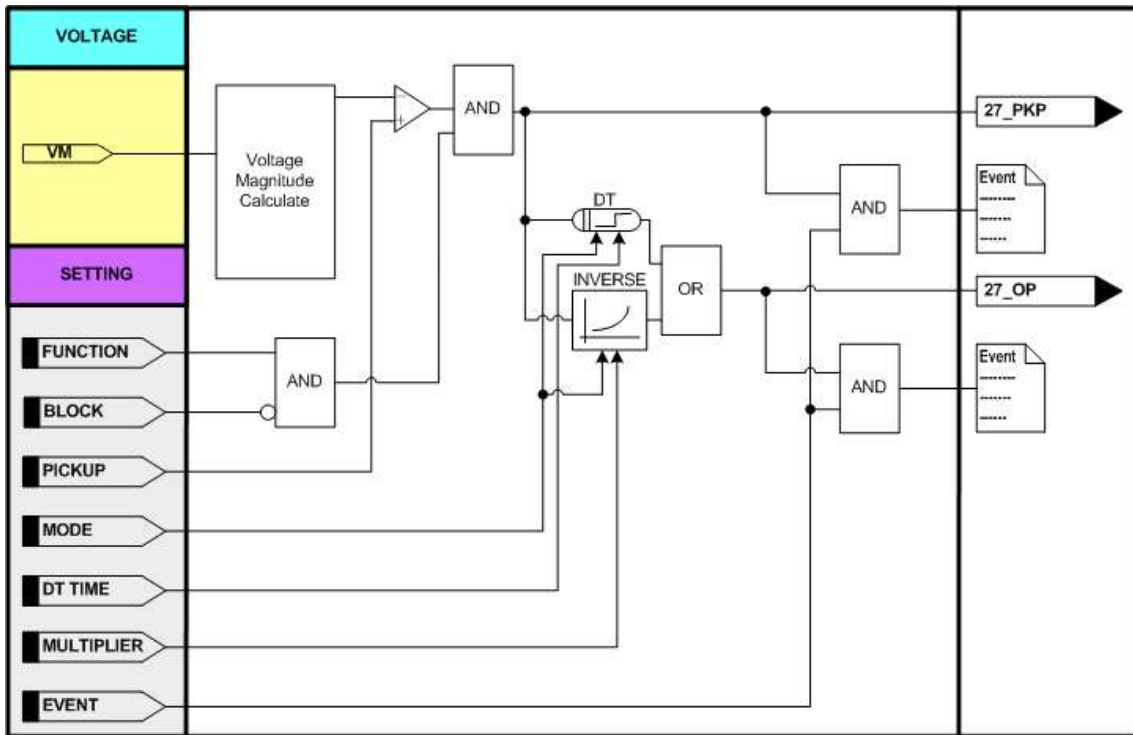 VOLTAGE
VM
Voltage
Magnitude
Calculate
AND
27_PKP
Event
AND
DT
SETTING
INVERSE
OR
27_OP
FUNCTION
AND
BLOCK
AND
Event
PICKUP
MODE
DT TIME
MULTIPLIER
EVENT